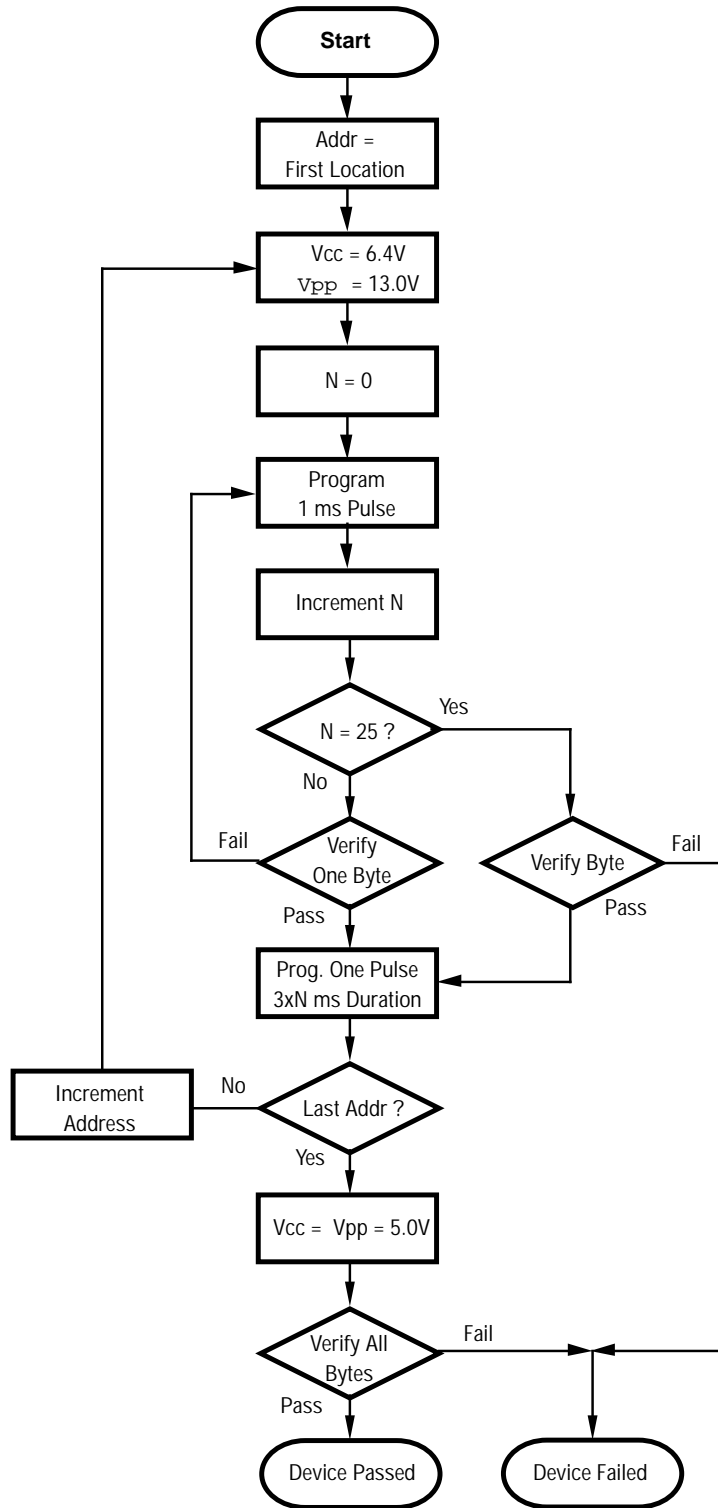 Start
Addr =
First Location
Vcc = 6.4V
Vpp = 13.0V
N = 0
Program
1 ms Pulse
Increment N
N = 25 ?
Yes
No
Verify
One Byte
Fail
Pass
Verify Byte
Fail
Pass
Prog. One Pulse
3xN ms Duration
Last Addr ?
No
Increment
Address
Yes
Vcc = Vpp = 5.0V
Verify All
Bytes
Fail
Pass
Device Passed
Device Failed